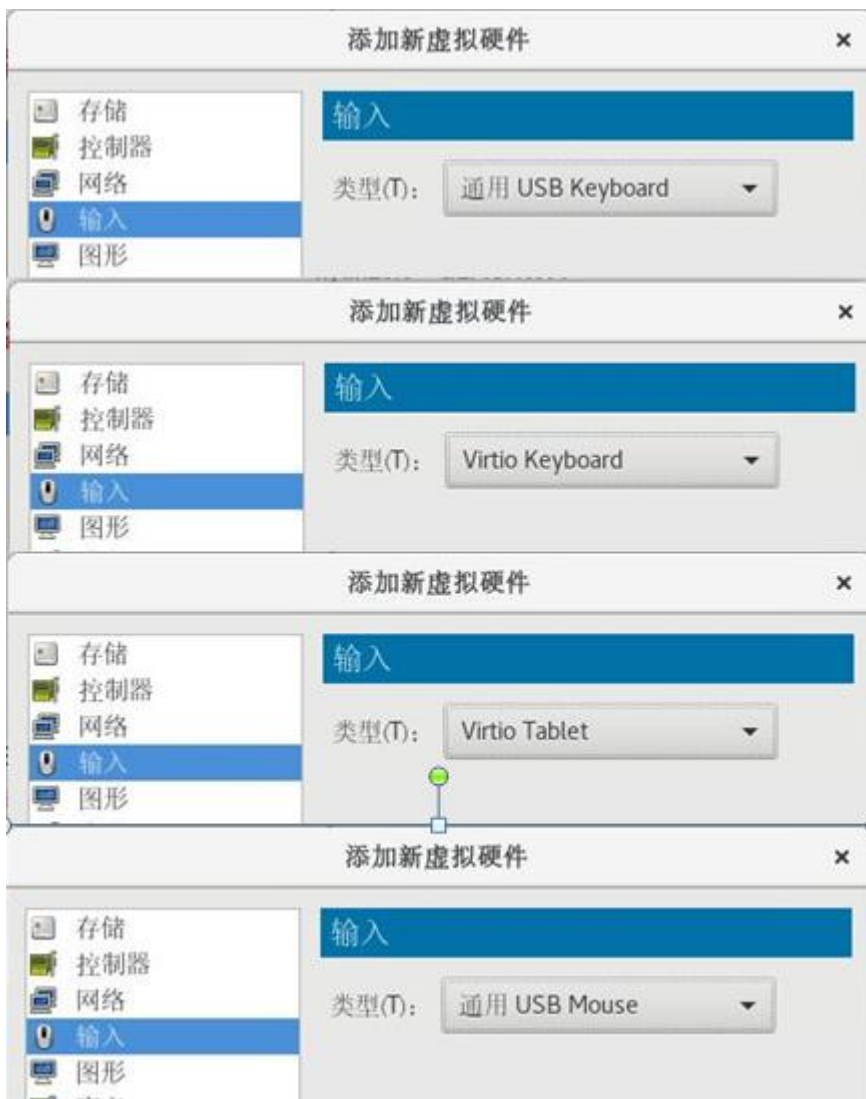 添加新虚拟硬件
存储
控制器
网络
输入
图形
输入
类型(T)： 通用 USB Keyboard
添加新虚拟硬件
存储
控制器
网络
输入
图形
输入
类型(T)： Virtio Keyboard
添加新虚拟硬件
存储
控制器
网络
输入
图形
输入
类型(T)： Virtio Tablet
添加新虚拟硬件
存储
控制器
网络
输入
图形
输入
类型(T)： 通用 USB Mouse